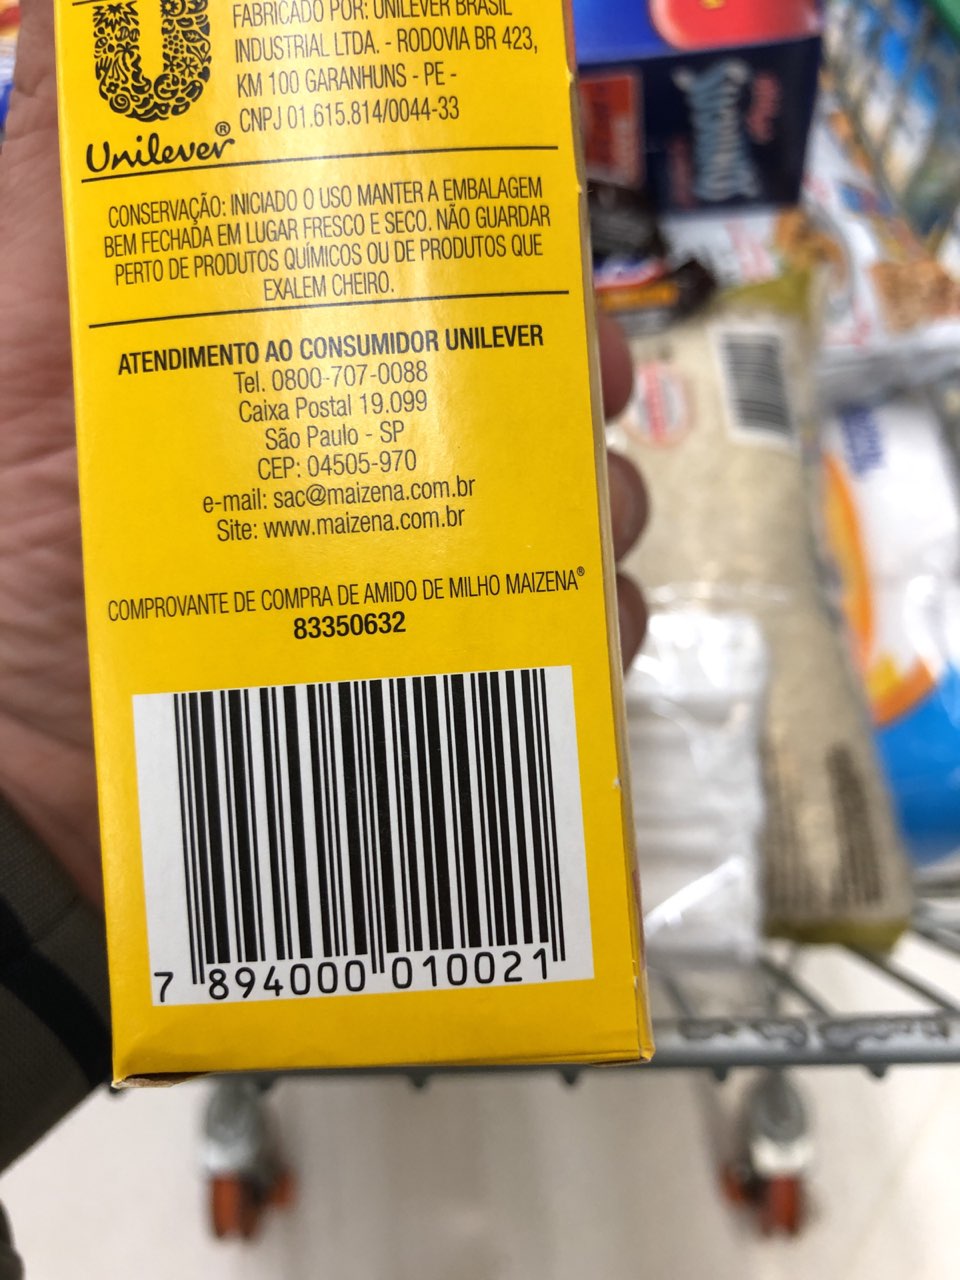 FABRICADO POR: UNILEVER BRASIL
INDUSTRIAL LTDA. - RODOVIA BR 423,
KM 100 GARANHUNS - PE -
CNPJ 01.615.814/0044-33
Unilever®
CONSERVAÇÃO: INICIADO O USO MANTER A EMBALAGEM
BEM FECHADA EM LUGAR FRESCO E SECO. NÃO GUARDAR
PERTO DE PRODUTOS QUÍMICOS OU DE PRODUTOS QUE
EXALEM CHEIRO.
ATENDIMENTO AO CONSUMIDOR UNILEVER
Tel. 0800-707-0088
Caixa Postal 19.099
São Paulo - SP
CEP: 04505-970
e-mail: sac@maizena.com.br
Site: www.maizena.com.br
COMPROVANTE DE COMPRA DE AMIDO DE MILHO MAIZENA®
83350632
7 894000 010021